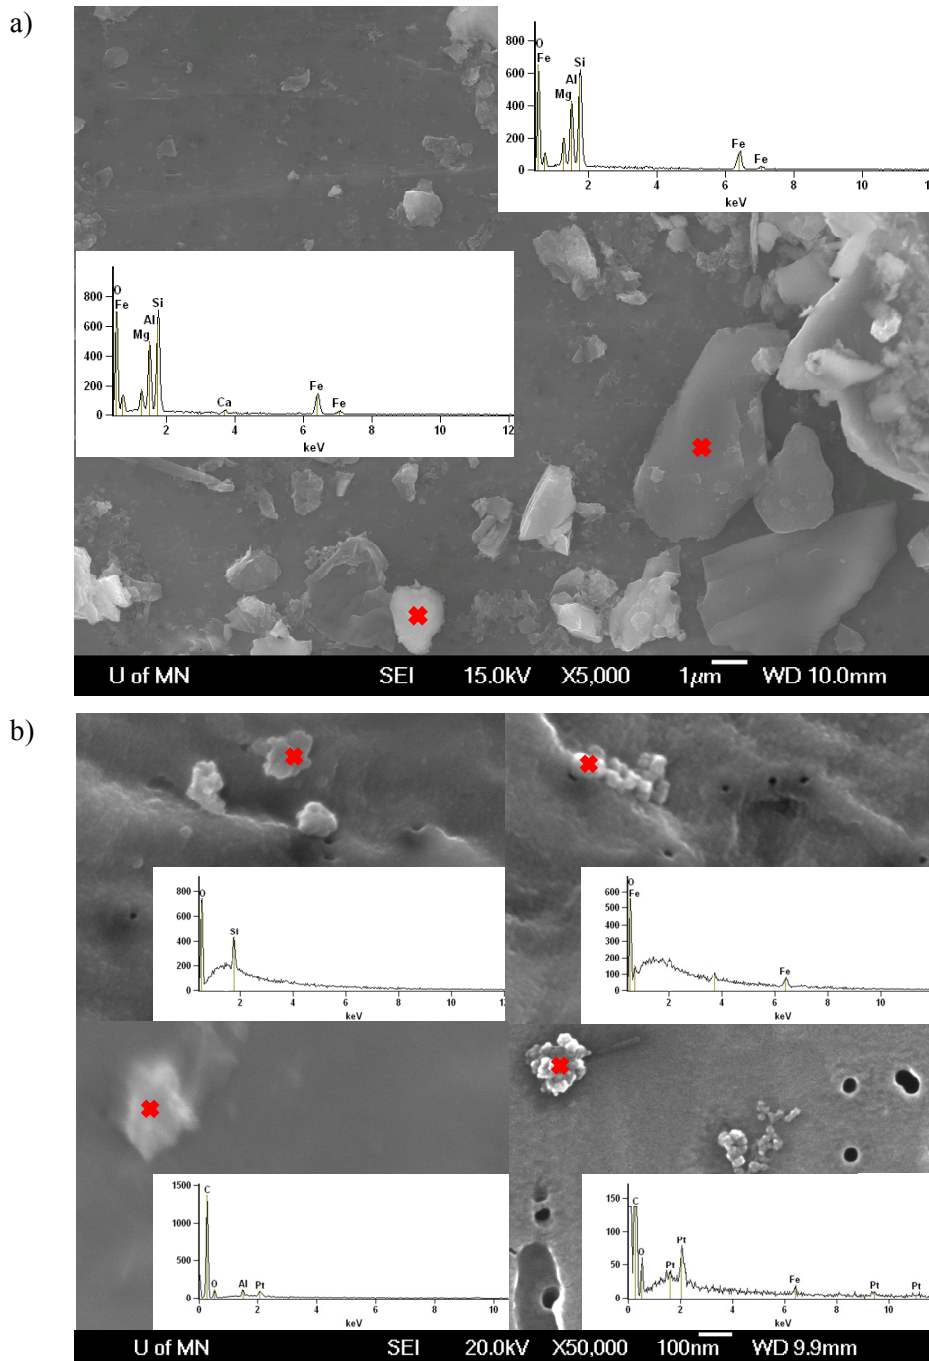 a)
800
600
400
200
0
O
Fe
Mg
Al
Si
Fe
Fe
2 4 6 8 10
keV
800
600
400
200
0
O
Fe
Mg
Al
Si
Ca
Fe
Fe
2 4 6 8 10 12
keV
U of MN SEI 15.0kV X5,000 1µm WD 10.0mm
b)
800
600
400
200
0
O
Si
2 4 6 8 10
keV
600
500
400
300
200
100
0
O
Fe
Fe
2 4 6 8 10
keV
1500
1000
500
0
C
O
Al
Pt
0 2 4 6 8 10
keV
150
100
50
0
C
O
Pt
Pt
Fe
Pt
Pt
0 2 4 6 8 10
keV
U of MN SEI 20.0kV X50,000 100nm WD 9.9mm